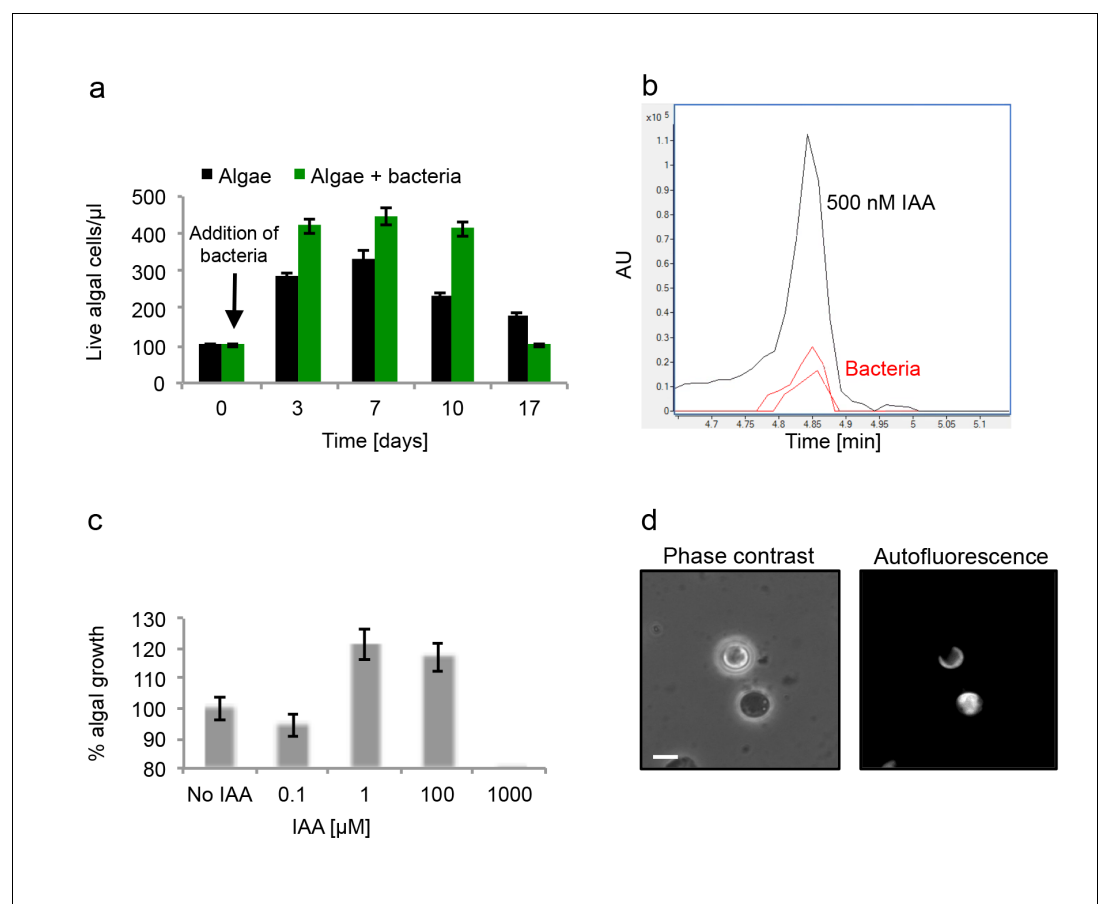 a
Algae
Algae + bacteria
Live algal cells/µl
500
400
300
200
100
0
Addition of
bacteria
0 3 7 10 17
Time [days]
b
x10 5
1.1
1
0.9
0.8
0.7
0.6
0.5
0.4
0.3
0.2
0.1
0
AU
500 nM IAA
Bacteria
4.7 4.75 4.8 4.85 4.9 4.95 5 5.05 5.1
Time [min]
c
% algal growth
130
120
110
100
90
80
No IAA 0.1 1 100 1000
IAA [µM]
d
Phase contrast
Autofluorescence